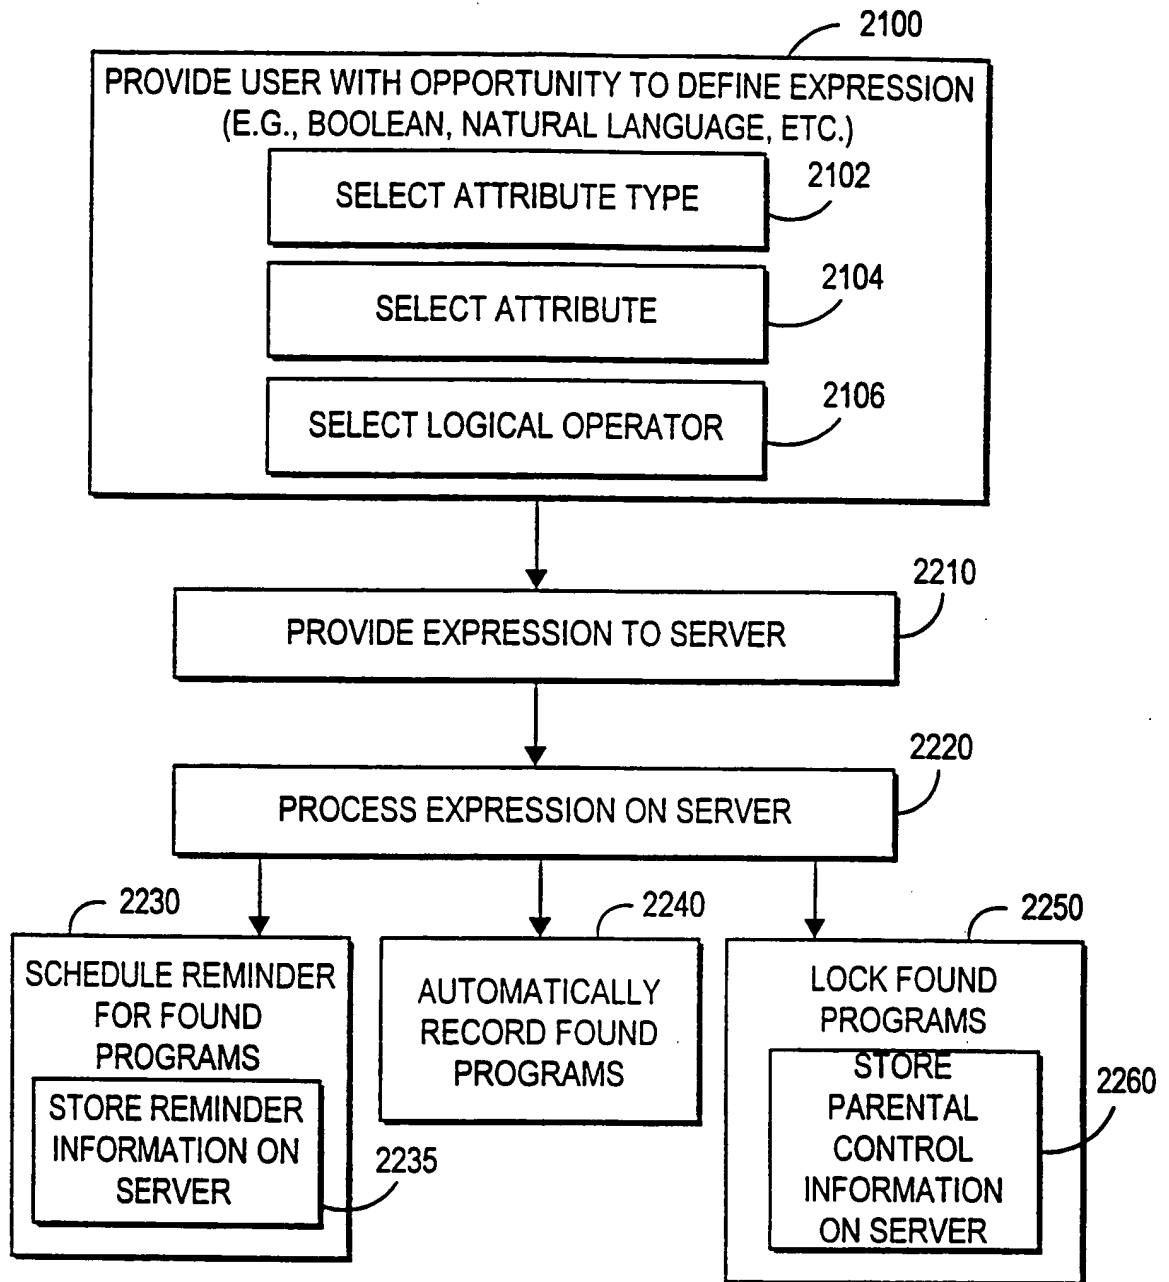 2100
PROVIDE USER WITH OPPORTUNITY TO DEFINE EXPRESSION
(E.G., BOOLEAN, NATURAL LANGUAGE, ETC.)
SELECT ATTRIBUTE TYPE
2102
SELECT ATTRIBUTE
2104
SELECT LOGICAL OPERATOR
2106
PROVIDE EXPRESSION TO SERVER
2210
PROCESS EXPRESSION ON SERVER
2220
2230
SCHEDULE REMINDER
FOR FOUND
PROGRAMS
STORE REMINDER
INFORMATION ON
SERVER
2235
2240
AUTOMATICALLY
RECORD FOUND
PROGRAMS
2250
LOCK FOUND
PROGRAMS
STORE
PARENTAL
CONTROL
INFORMATION
ON SERVER
2260